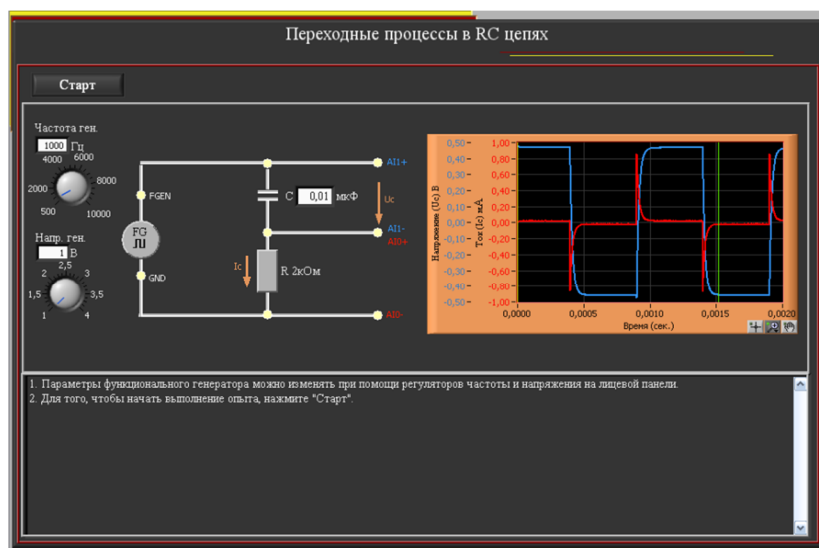 Переходные процессы в RC цепях
Старт
Частота ген.
1000 Гц
4000 6000
2000 8000
500 10000
Напр. ген.
1 В
2,5
2 3
1,5 3,5
1 4
FGEN
FG
GND
C 0,01 мкФ
Ic
R 2кОм
AI1+
Uc
AI1-
AI0+
AI0-
Напряжение (Uc) В
0,50
0,40
0,30
0,20
0,10
0,00
-0,10
-0,20
-0,30
-0,40
-0,50
Ток (Ic) мА
1,00
0,80
0,60
0,40
0,20
0,00
-0,20
-0,40
-0,60
-0,80
-1,00
0,0000 0,0005 0,0010 0,0015 0,0020
Время (сек.)
1. Параметры функционального генератора можно изменять при помощи регуляторов частоты и напряжения на лицевой панели.
2. Для того, чтобы начать выполнение опыта, нажмите "Старт".